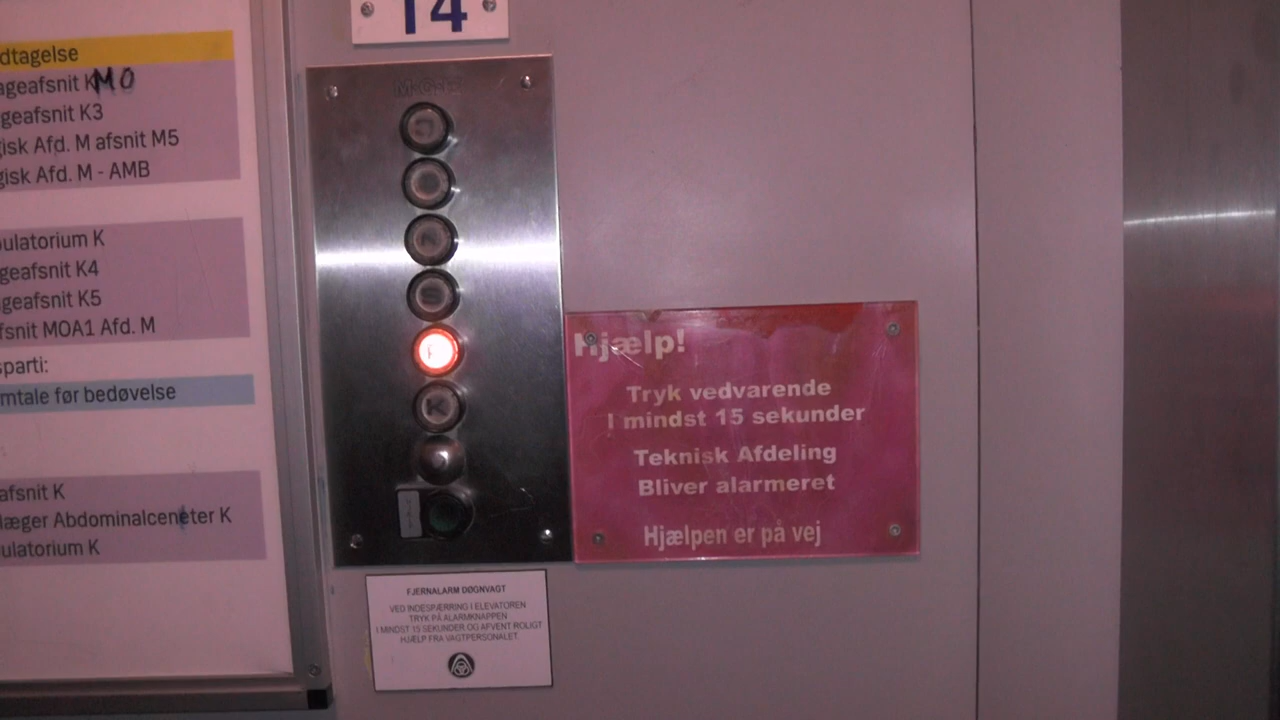 14
dtagelse
ageafsnit K MO
geafsnit K3
gisk Afd. M afsnit M5
gisk Afd. M - AMB
ulatorium K
geafsnit K4
ageafsnit K5
fsnit MOA1 Afd. M
sparti:
mtale før bedøvelse
afsnit K
læger Abdominalceneter K
ulatorium K
K
Hjælp!
Tryk vedvarende
I mindst 15 sekunder
Teknisk Afdeling
Bliver alarmeret
Hjælpen er på vej
FJERNALARM DØGNVAGT
VED INDESPÆRRING I ELEVATOREN
TRYK PÅ ALARMKNAPPEN
I MINDST 15 SEKUNDER OG AFVENT ROLIGT
HJÆLP FRA VAGTPERSONALET